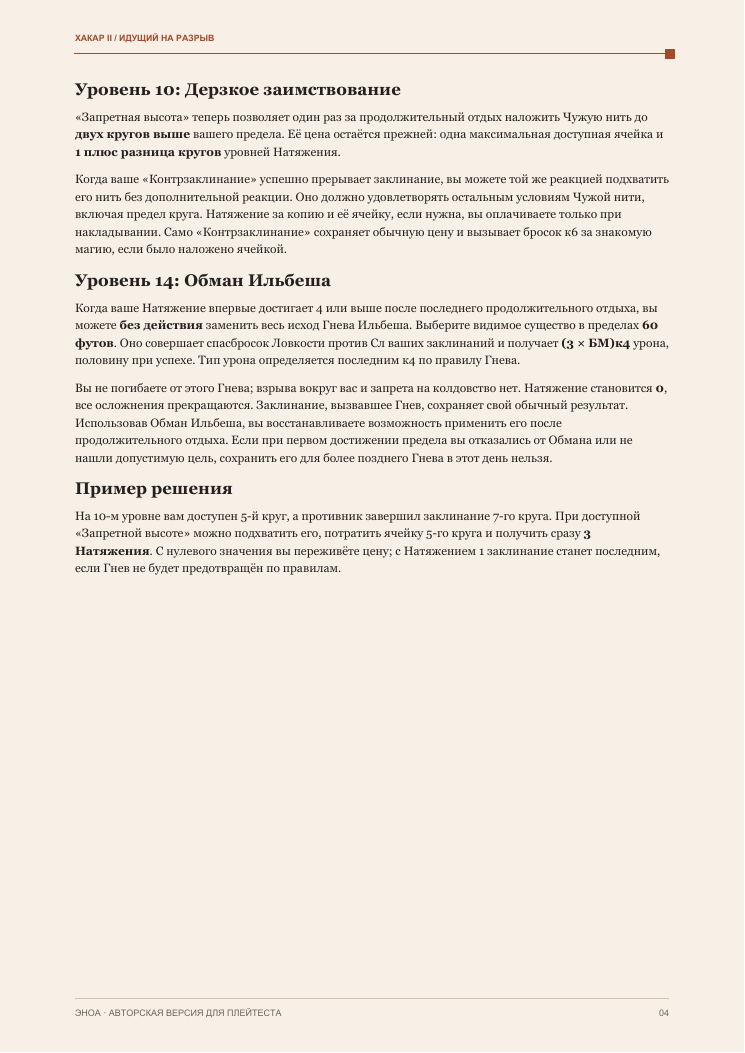 ХАКАР II / ИДУЩИЙ НА РАЗРЫВ
Уровень 10: Дерзкое заимствование
«Запретная высота» теперь позволяет один раз за продолжительный отдых наложить Чужую нить до
двух кругов выше вашего предела. Её цена остаётся прежней: одна максимальная доступная ячейка и
1 плюс разница кругов уровней Натяжения.
Когда ваше «Контрзаклинание» успешно прерывает заклинание, вы можете той же реакцией подхватить
его нить без дополнительной реакции. Оно должно удовлетворять остальным условиям Чужой нити,
включая предел круга. Натяжение за копию и её ячейку, если нужна, вы оплачиваете только при
накладывании. Само «Контрзаклинание» сохраняет обычную цену и вызывает бросок к6 за знакомую
магию, если было наложено ячейкой.
Уровень 14: Обман Ильбеша
Когда ваше Натяжение впервые достигает 4 или выше после последнего продолжительного отдыха, вы
можете без действия заменить весь исход Гнева Ильбеша. Выберите видимое существо в пределах 60
футов. Оно совершает спасбросок Ловкости против Сл ваших заклинаний и получает (3 × БМ)к4 урона,
половину при успехе. Тип урона определяется последним к4 по правилу Гнева.
Вы не погибаете от этого Гнева; взрыва вокруг вас и запрета на колдовство нет. Натяжение становится 0,
все осложнения прекращаются. Заклинание, вызвавшее Гнев, сохраняет свой обычный результат.
Использовав Обман Ильбеша, вы восстанавливаете возможность применить его после
продолжительного отдыха. Если при первом достижении предела вы отказались от Обмана или не
нашли допустимую цель, сохранить его для более позднего Гнева в этот день нельзя.
Пример решения
На 10-м уровне вам доступен 5-й круг, а противник завершил заклинание 7-го круга. При доступной
«Запретной высоте» можно подхватить его, потратить ячейку 5-го круга и получить сразу 3
Натяжения. С нулевого значения вы переживёте цену; с Натяжением 1 заклинание станет последним,
если Гнев не будет предотвращён по правилам.
ЭНОА · АВТОРСКАЯ ВЕРСИЯ ДЛЯ ПЛЕЙТЕСТА
04